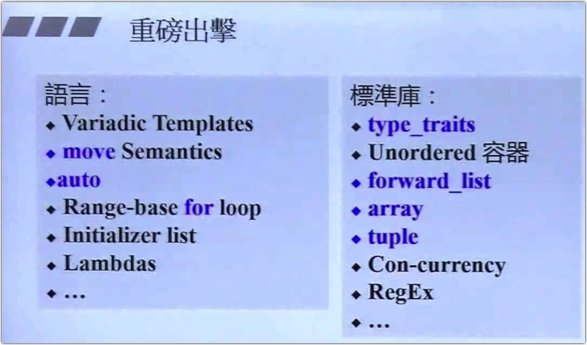 重磅出擊
語言：
◆ Variadic Templates
◆ move Semantics
◆auto
◆ Range-base for loop
◆ Initializer list
◆ Lambdas
◆ …
標準庫：
◆ type_traits
◆ Unordered 容器
◆ forward_list
◆ array
◆ tuple
◆ Con-currency
◆ RegEx
◆ …